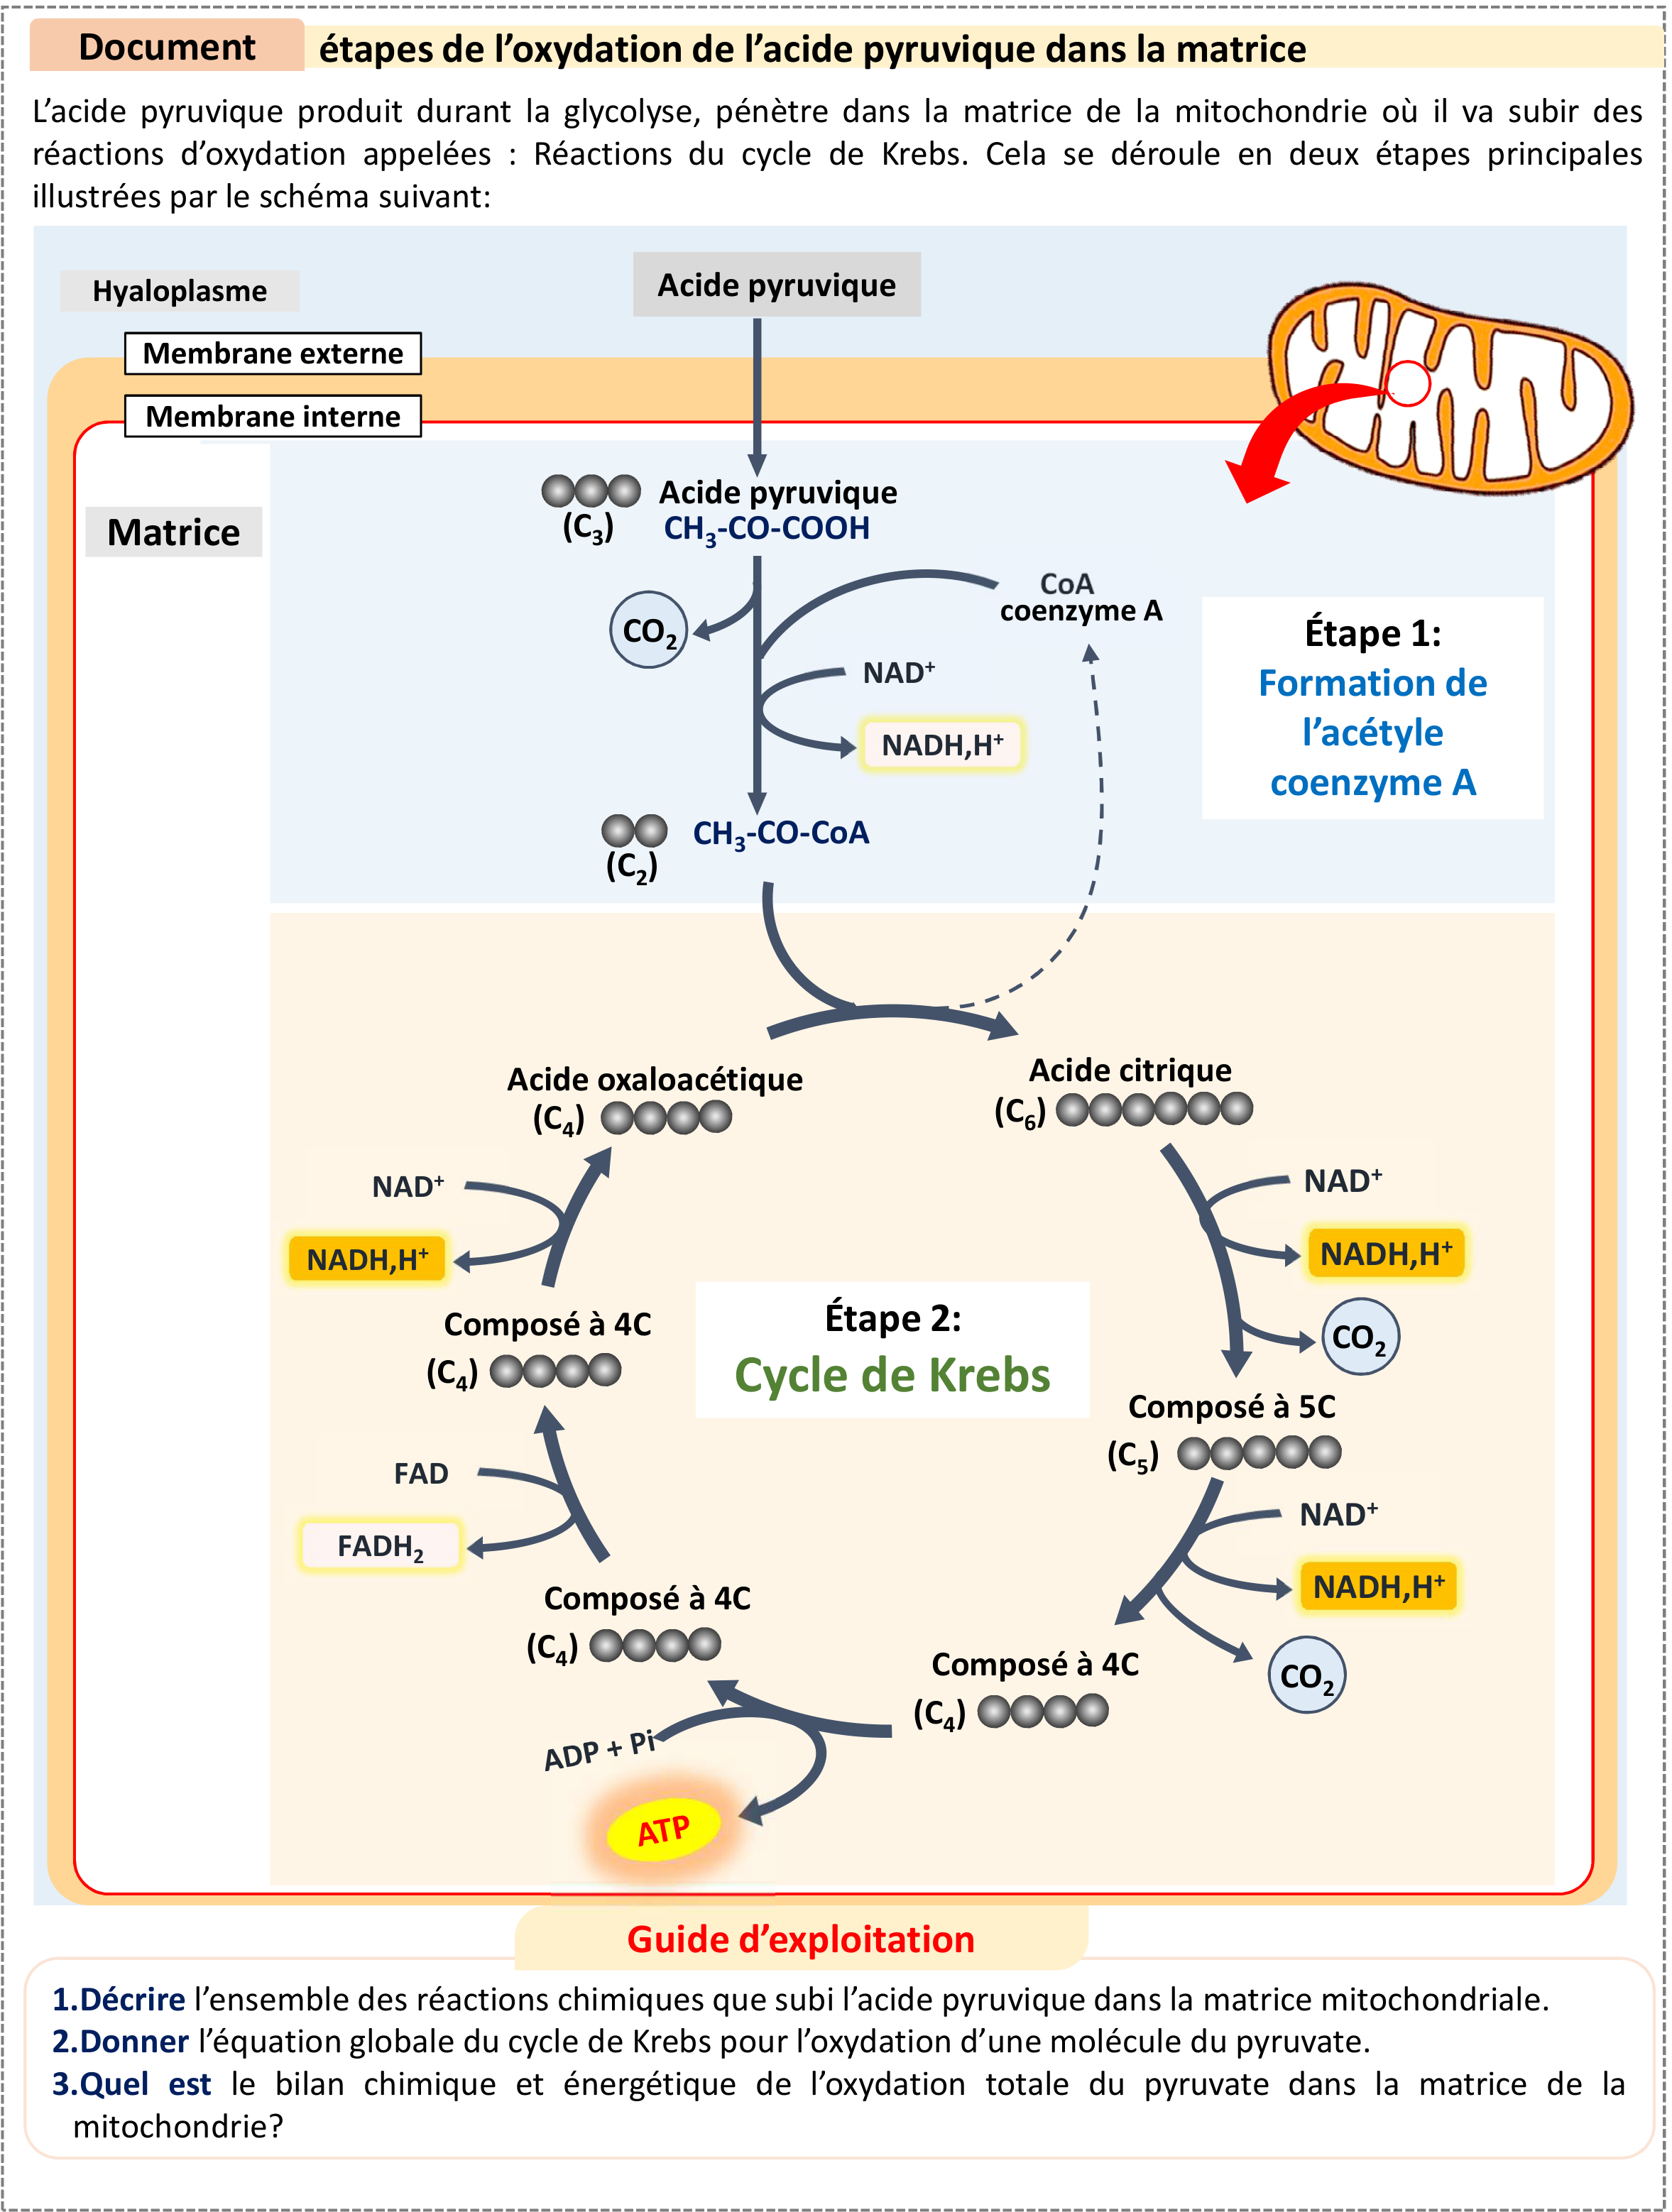 Document
étapes de l'oxydation de l'acide pyruvique dans la matrice
L'acide pyruvique produit durant la glycolyse, pénètre dans la matrice de la mitochondrie où il va subir des
réactions d'oxydation appelées : Réactions du cycle de Krebs. Cela se déroule en deux étapes principales
illustrées par le schéma suivant:
Hyaloplasme
Acide pyruvique
Membrane externe
Membrane interne
Matrice
Acide pyruvique
(C₃)
CH₃-CO-COOH
CoA
coenzyme A
CO₂
NAD⁺
NADH,H⁺
Étape 1:
Formation de
l'acétyle
coenzyme A
CH₃-CO-CoA
(C₂)
Acide oxaloacétique
(C₄)
Acide citrique
(C₆)
NAD⁺
NADH,H⁺
NAD⁺
NADH,H⁺
CO₂
Étape 2:
Cycle de Krebs
Composé à 4C
(C₄)
Composé à 5C
(C₅)
FAD
FADH₂
NAD⁺
NADH,H⁺
CO₂
Composé à 4C
(C₄)
Composé à 4C
(C₄)
ADP + Pi
ATP
Guide d'exploitation
1.Décrire l'ensemble des réactions chimiques que subi l'acide pyruvique dans la matrice mitochondriale.
2.Donner l'équation globale du cycle de Krebs pour l'oxydation d'une molécule du pyruvate.
3.Quel est le bilan chimique et énergétique de l'oxydation totale du pyruvate dans la matrice de la
mitochondrie?